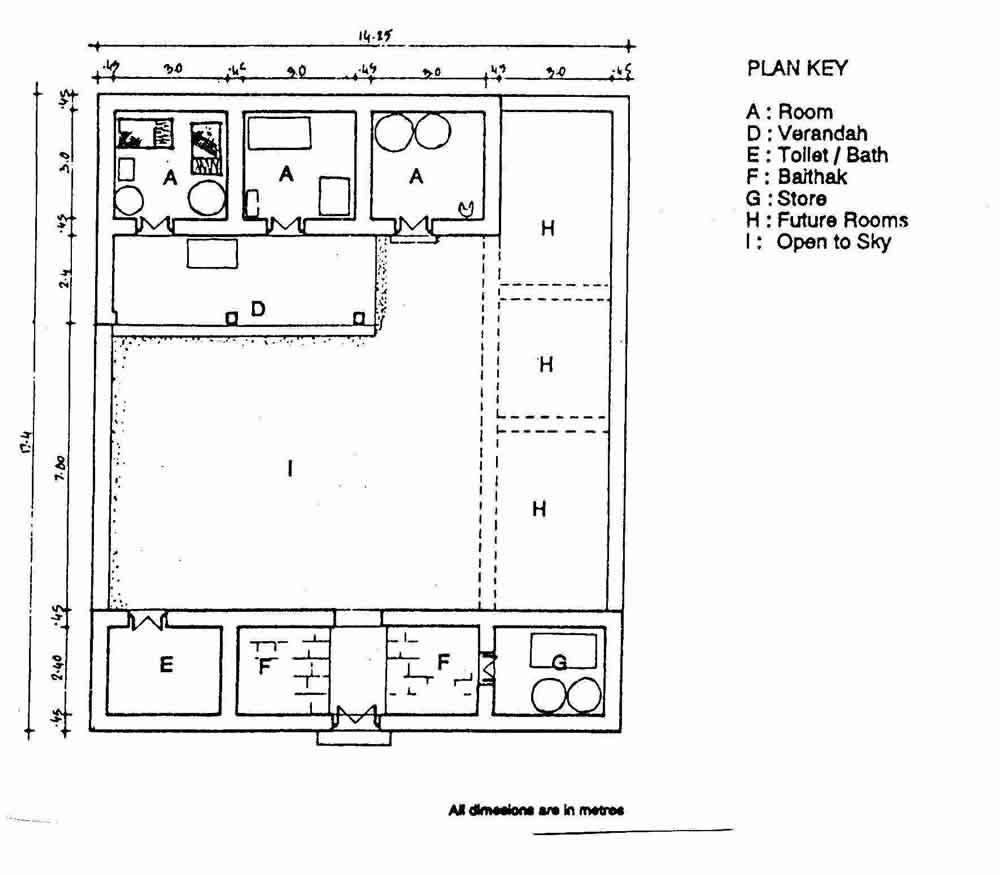 14.25
.45 3.0 .45 3.0 .45 3.0 .45 3.0 .45
PLAN KEY
A : Room
D : Verandah
E : Toilet / Bath
F : Baithak
G : Store
H : Future Rooms
I : Open to Sky
.45
3.0
.45
2.4
17.4
7.80
.45
2.40
.45
A
A
A
H
D
H
I
H
E
F
F
G
All dimesions are in metres